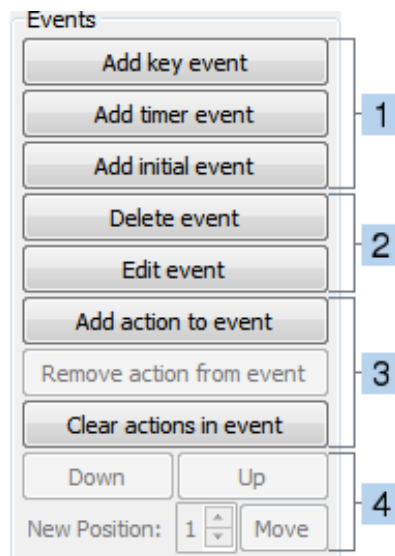 Events
Add key event
Add timer event
Add initial event
1
Delete event
Edit event
2
Add action to event
Remove action from event
Clear actions in event
3
Down Up
New Position: 1 Move
4